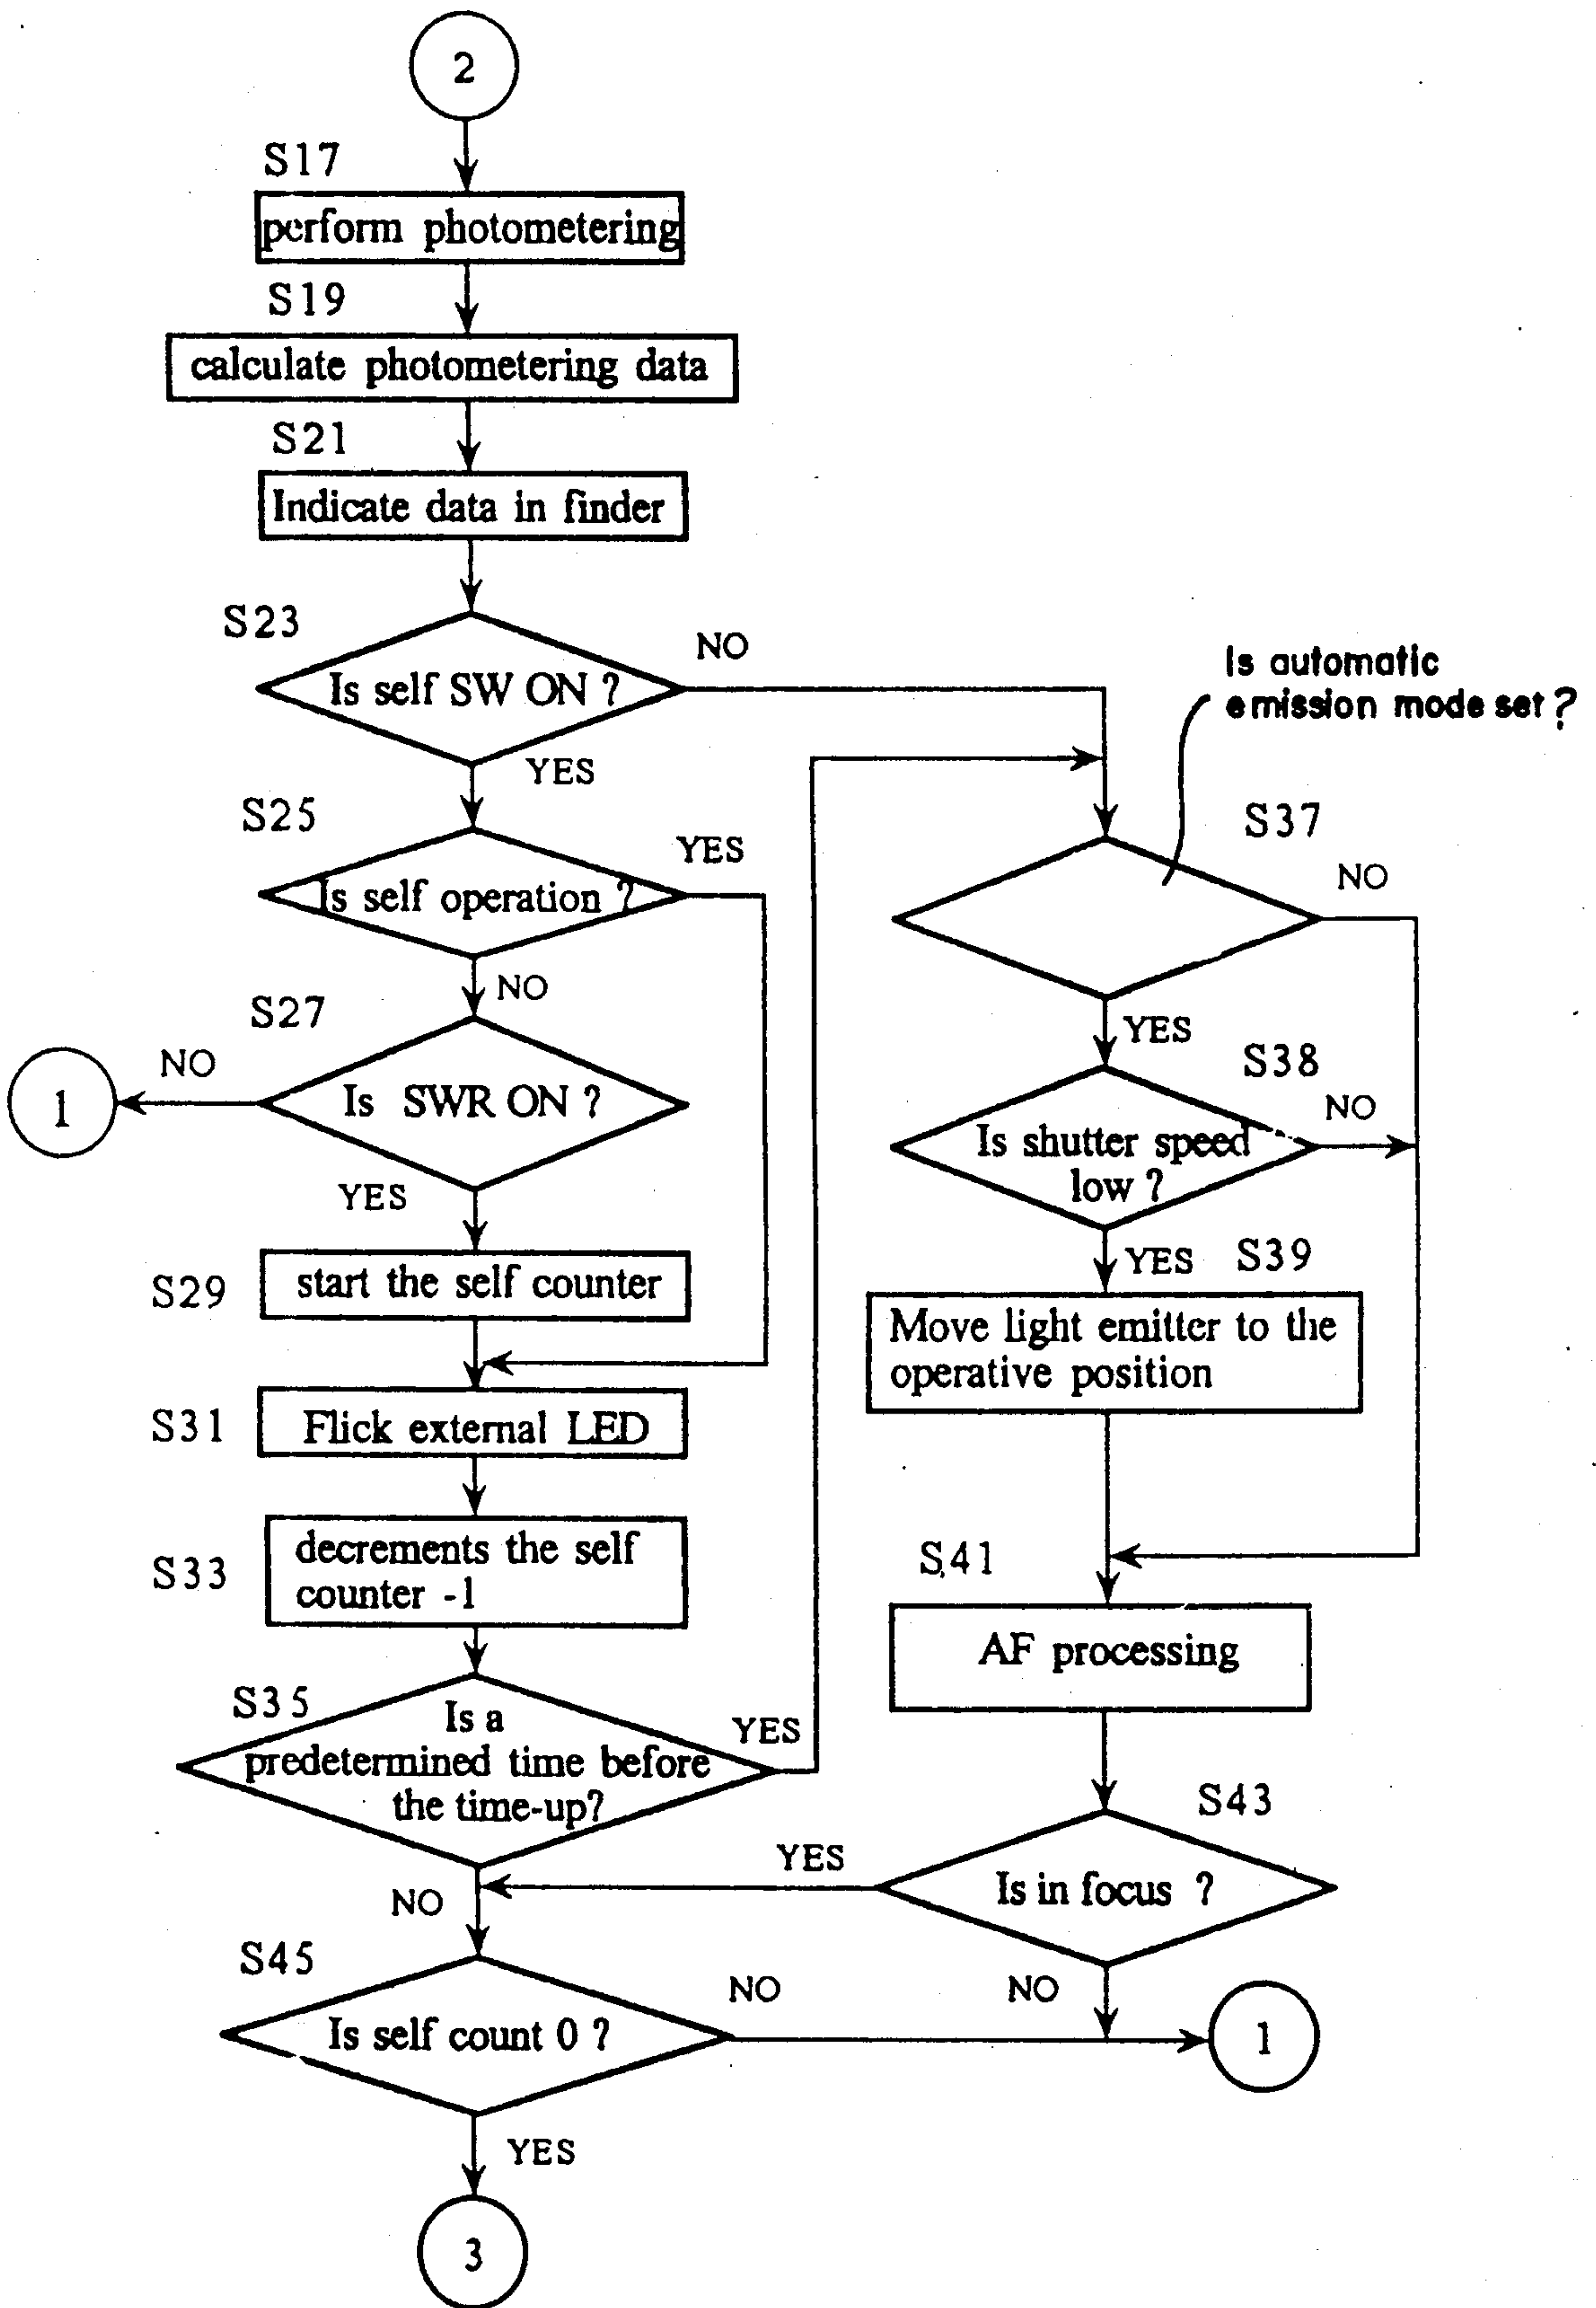 2
S17
perform photometering
S19
calculate photometering data
S21
Indicate data in finder
S23
Is self SW ON ?
NO
YES
S25
Is self operation ?
YES
NO
S27
Is SWR ON ?
NO
1
YES
S29
start the self counter
S31
Flick external LED
S33
decrements the self
counter -1
S35
Is a
predetermined time before
the time-up?
YES
NO
Is automatic
emission mode set?
S37
NO
YES
S38
Is shutter speed
low ?
NO
YES
S39
Move light emitter to the
operative position
S41
AF processing
S43
Is in focus ?
YES
NO
S45
Is self count 0 ?
NO
1
YES
3